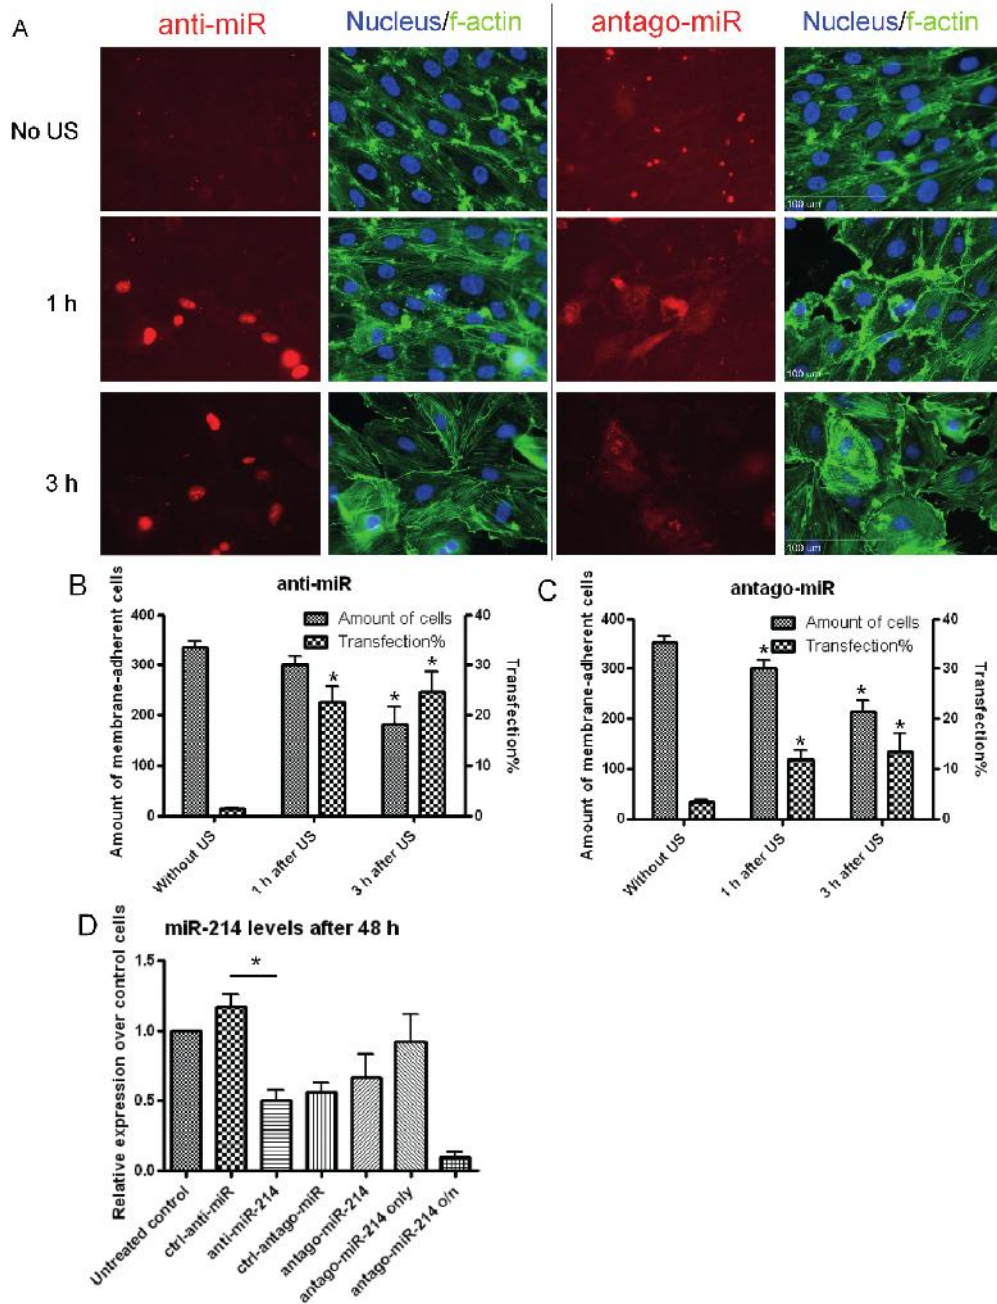 A
anti-miR
Nucleus/f-actin
antago-miR
Nucleus/f-actin
No US
100 um
1 h
100 um
3 h
100 um
B
anti-miR
Amount of membrane-adherent cells
400
300
200
100
0
Amount of cells
Transfection%
*
*
*
40
30
20
10
0
Transfection%
Without US
1 h after US
3 h after US
C
antago-miR
Amount of membrane-adherent cells
400
300
200
100
0
Amount of cells
Transfection%
*
*
*
*
40
30
20
10
0
Transfection%
Without US
1 h after US
3 h after US
D
miR-214 levels after 48 h
Relative expression over control cells
1.5
1.0
0.5
0.0
*
Untreated control
ctrl-anti-miR
anti-miR-214
ctrl-antago-miR
antago-miR-214
antago-miR-214 only
antago-miR-214 o/n